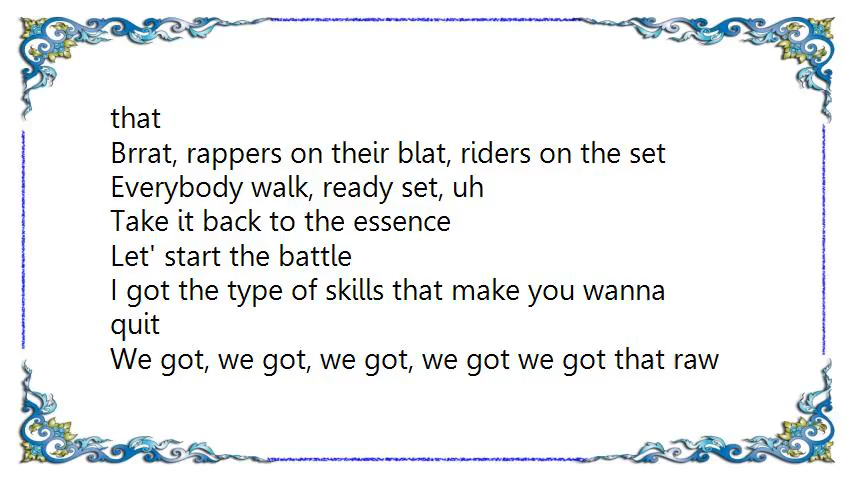 that
Brrat, rappers on their blat, riders on the set
Everybody walk, ready set, uh
Take it back to the essence
Let' start the battle
I got the type of skills that make you wanna
quit
We got, we got, we got, we got we got that raw